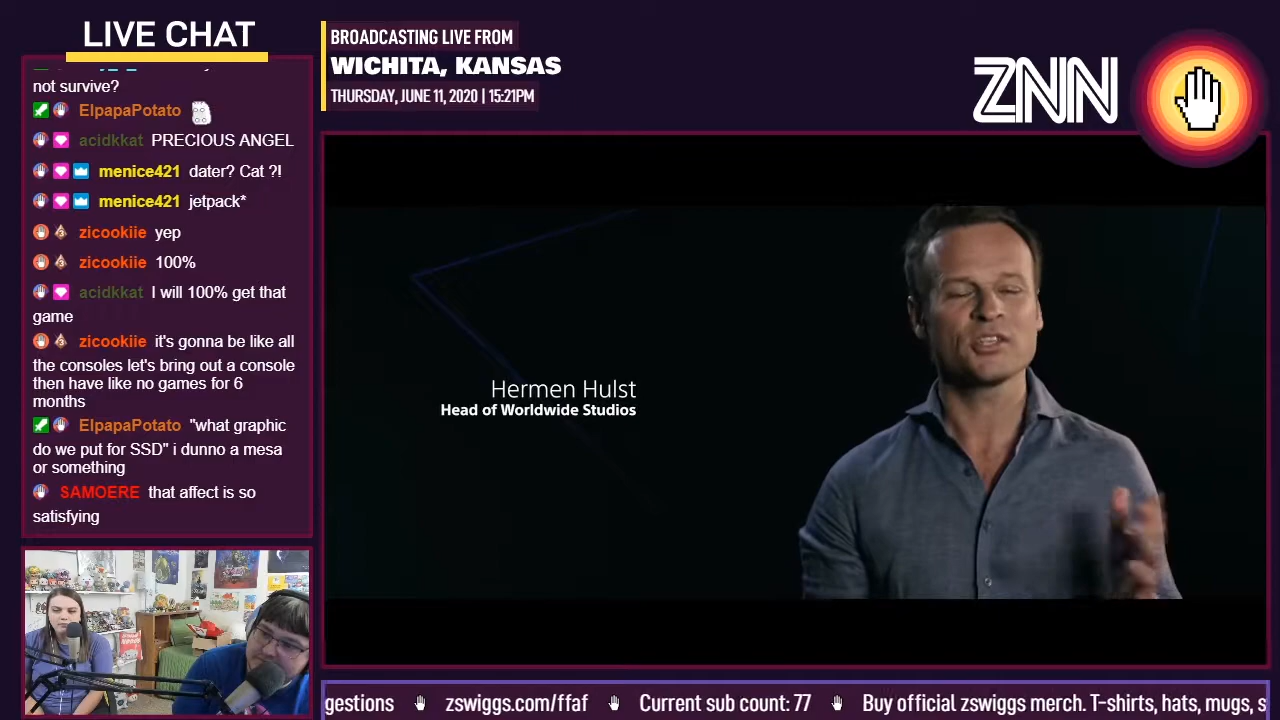 LIVE CHAT
not survive?
ElpapaPotato
acidkkat PRECIOUS ANGEL
menice421 dater? Cat ?!
menice421 jetpack*
zicookiie yep
zicookiie 100%
acidkkat I will 100% get that
game
zicookiie it's gonna be like all
the consoles let's bring out a console
then have like no games for 6
months
ElpapaPotato "what graphic
do we put for SSD" i dunno a mesa
or something
SAMOERE that affect is so
satisfying
BROADCASTING LIVE FROM
WICHITA, KANSAS
THURSDAY, JUNE 11, 2020 | 15:21PM
ZNN
Hermen Hulst
Head of Worldwide Studios
gestions zswiggs.com/ffaf Current sub count: 77 Buy official zswiggs merch. T-shirts, hats, mugs, s